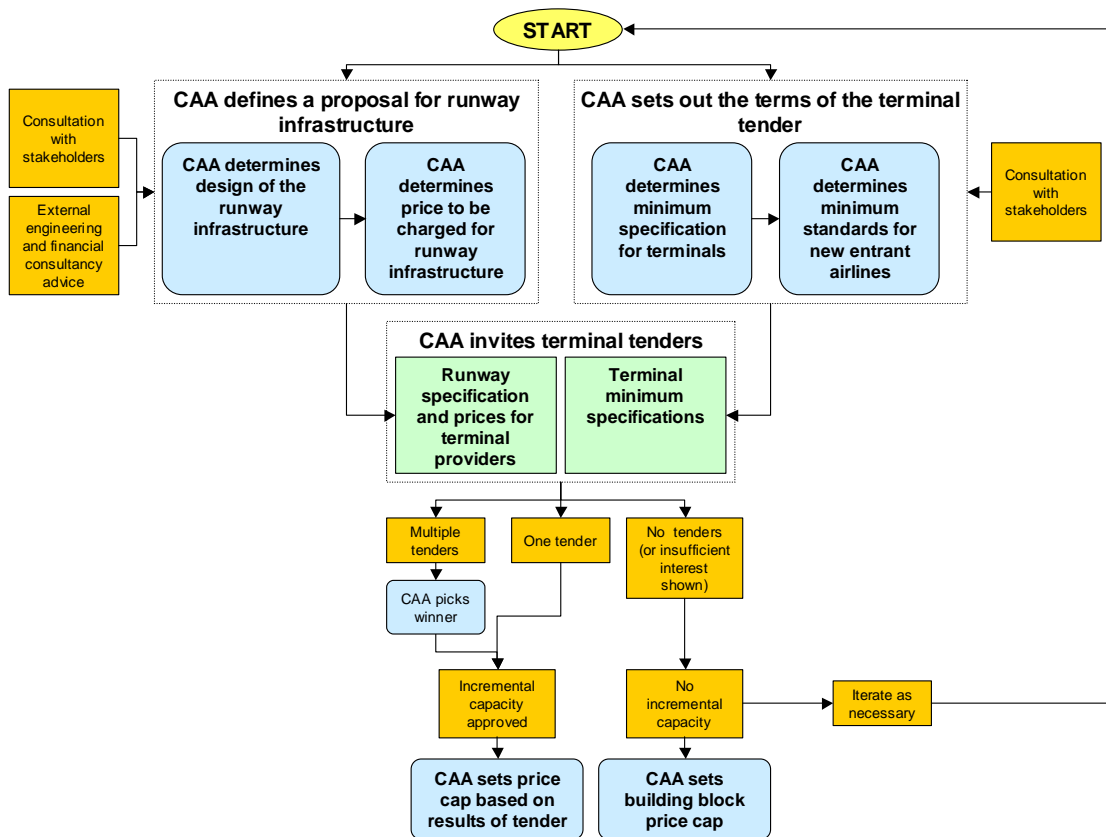 START
CAA defines a proposal for runway
infrastructure
CAA sets out the terms of the terminal
tender
Consultation
with
stakeholders
External
engineering
and financial
consultancy
advice
CAA determines
design of the
runway
infrastructure
CAA
determines
price to be
charged for
runway
infrastructure
CAA
determines
minimum
specification
for terminals
CAA
determines
minimum
standards for
new entrant
airlines
Consultation
with
stakeholders
CAA invites terminal tenders
Runway
specification
and prices for
terminal
providers
Terminal
minimum
specifications
Multiple
tenders
One tender
No tenders
(or insufficient
interest
shown)
CAA picks
winner
Incremental
capacity
approved
No
incremental
capacity
Iterate as
necessary
CAA sets price
cap based on
results of tender
CAA sets
building block
price cap